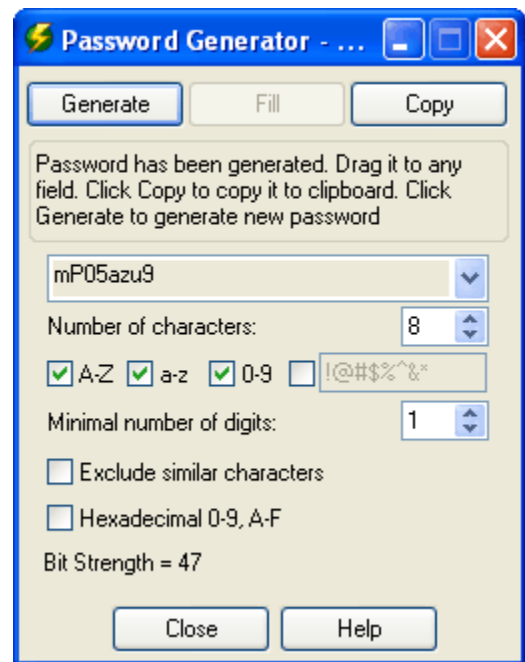 Password Generator - ...
Generate Fill Copy
Password has been generated. Drag it to any
field. Click Copy to copy it to clipboard. Click
Generate to generate new password
mP05azu9
Number of characters: 8
A-Z a-z 0-9 !@#$%^&*
Minimal number of digits: 1
Exclude similar characters
Hexadecimal 0-9, A-F
Bit Strength = 47
Close Help